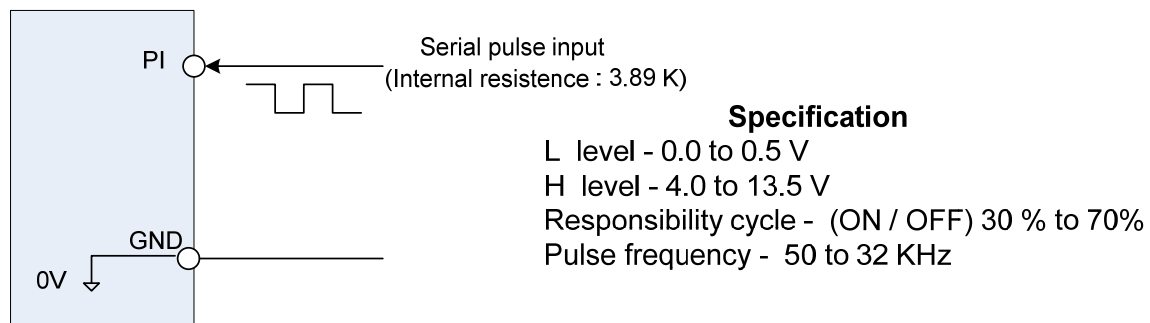 PI
Serial pulse input
(Internal resistence : 3.89 K)
Specification
L level - 0.0 to 0.5 V
H level - 4.0 to 13.5 V
Responsibility cycle - (ON / OFF) 30 % to 70%
Pulse frequency - 50 to 32 KHz
GND
0V